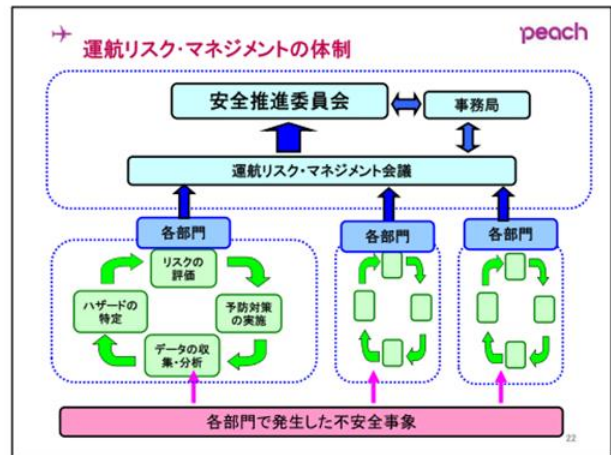 運航リスク・マネジメントの体制
peach
安全推進委員会
事務局
運航リスク・マネジメント会議
各部門
各部門
各部門
リスクの
評価
ハザードの
特定
予防対策
の実施
データの収
集・分析
各部門で発生した不安全事象
22